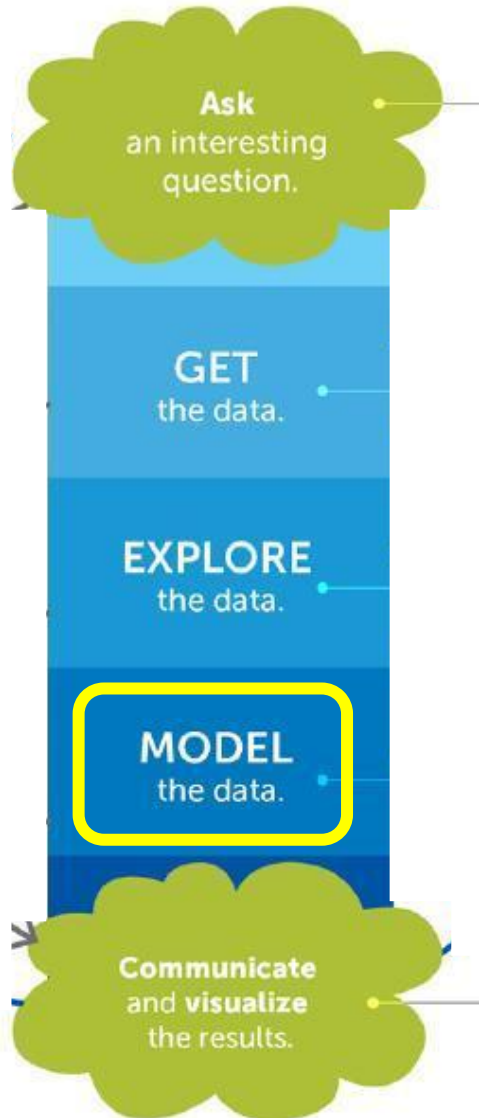 Ask
an interesting
question.
GET
the data.
EXPLORE
the data.
MODEL
the data.
Communicate
and visualize
the results.